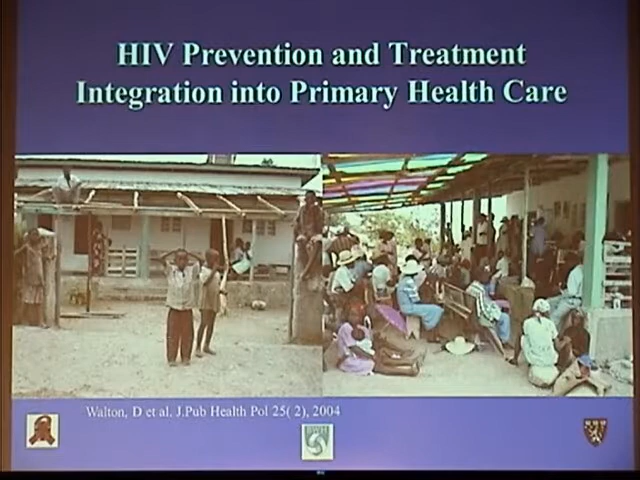 HIV Prevention and Treatment
Integration into Primary Health Care
Walton, D et al. J.Pub Health Pol 25( 2), 2004